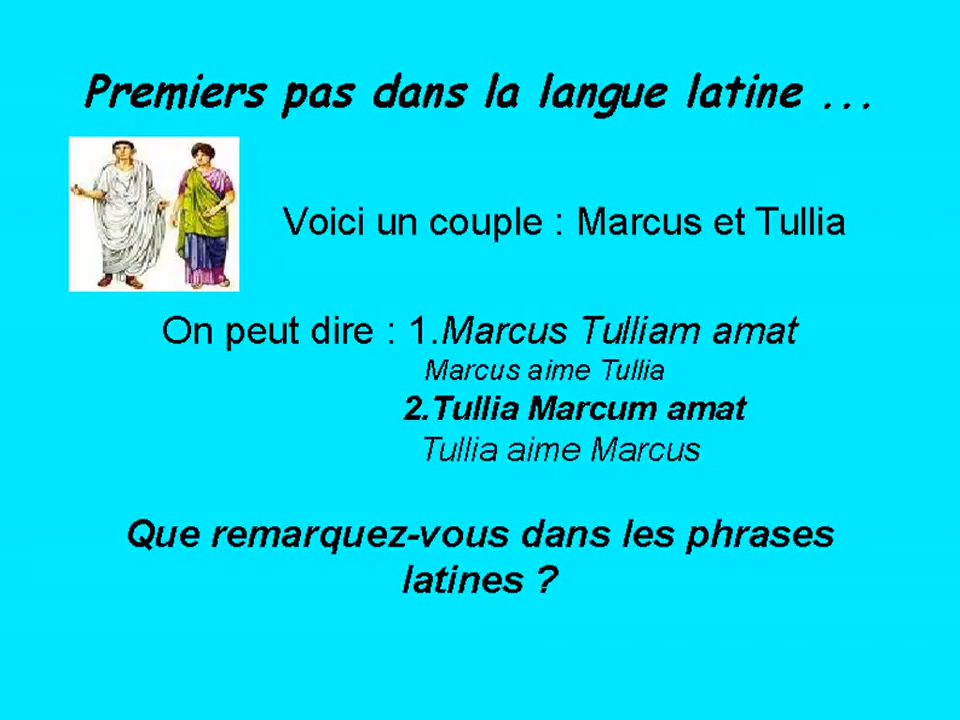 Premiers pas dans la langue latine ...
Voici un couple : Marcus et Tullia
On peut dire : 1.Marcus Tulliam amat
Marcus aime Tullia
2.Tullia Marcum amat
Tullia aime Marcus
Que remarquez-vous dans les phrases
latines ?